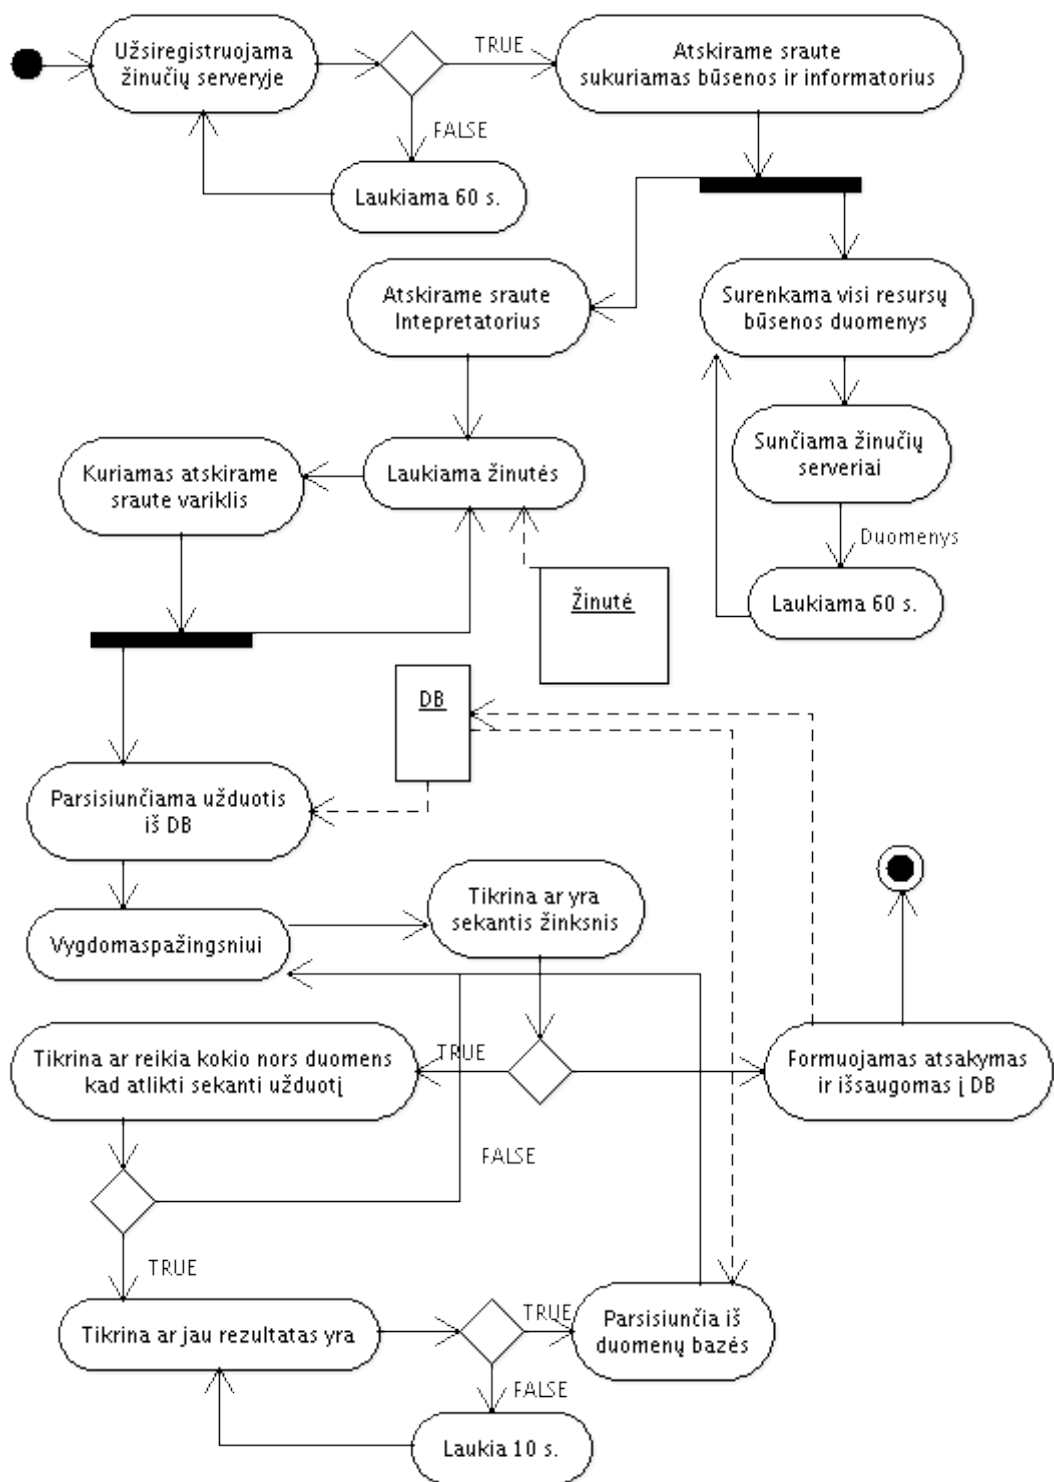 Užsiregistruojama
žinučių serveryje
TRUE
Atskirame sraute
sukuriamas būsenos ir informatorius
FALSE
Laukiama 60 s.
Atskirame sraute
Intepretatorius
Surenkama visi resursų
būsenos duomenys
Sunčiama žinučių
serveriai
Kuriamas atskirame
sraute variklis
Laukiama žinutės
Duomenys
Žinutė
Laukiama 60 s.
DB
Parsisiunčiama užduotis
iš DB
Tikrina ar yra
sekantis žinksnis
Vygdomaspažingsniui
Tikrina ar reikia kokio nors duomens
kad atlikti sekanti užduotį
TRUE
Formuojamas atsakymas
ir išsaugomas į DB
FALSE
TRUE
Tikrina ar jau rezultatas yra
TRUE
Parsisiunčia iš
duomenų bazės
FALSE
Laukia 10 s.